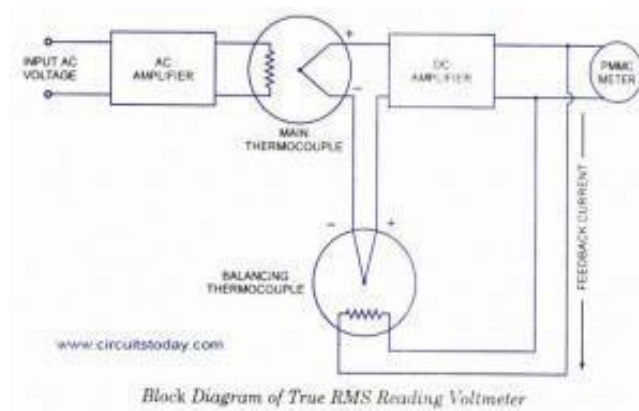 INPUT AC
VOLTAGE
AC
AMPLIFIER
+
−
MAIN
THERMOCOUPLE
DC
AMPLIFIER
PMMC
METER
FEEDBACK CURRENT
−
+
BALANCING
THERMOCOUPLE
www.circuitstoday.com
Block Diagram of True RMS Reading Voltmeter